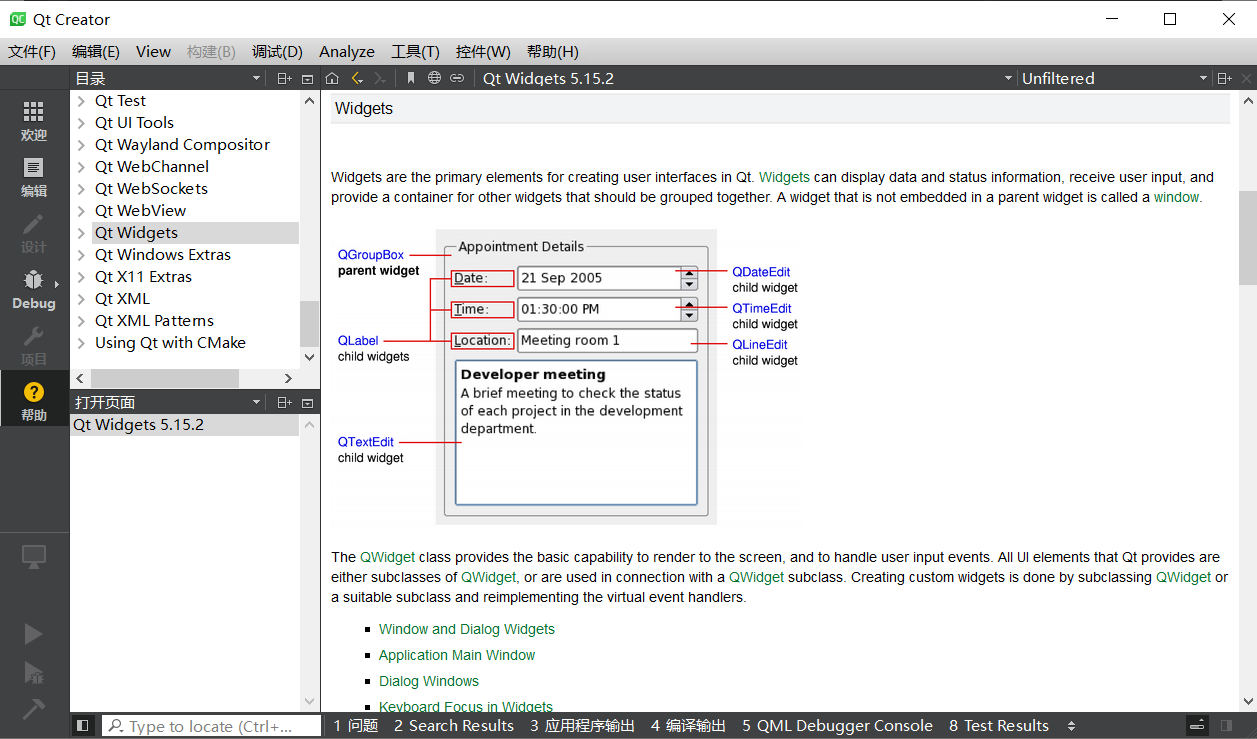 Qt Creator
文件(F) 编辑(E) View 构建(B) 调试(D) Analyze 工具(T) 控件(W) 帮助(H)
目录
Qt Widgets 5.15.2
Unfiltered
欢迎
编辑
设计
Debug
项目
帮助
Qt Test
Qt UI Tools
Qt Wayland Compositor
Qt WebChannel
Qt WebSockets
Qt WebView
Qt Widgets
Qt Windows Extras
Qt X11 Extras
Qt XML
Qt XML Patterns
Using Qt with CMake
打开页面
Qt Widgets 5.15.2
Widgets
Widgets are the primary elements for creating user interfaces in Qt. Widgets can display data and status information, receive user input, and
provide a container for other widgets that should be grouped together. A widget that is not embedded in a parent widget is called a window.
QGroupBox
parent widget
QLabel
child widgets
QTextEdit
child widget
Appointment Details
Date: 21 Sep 2005
Time: 01:30:00 PM
Location: Meeting room 1
Developer meeting
A brief meeting to check the status
of each project in the development
department.
QDateEdit
child widget
QTimeEdit
child widget
QLineEdit
child widget
The QWidget class provides the basic capability to render to the screen, and to handle user input events. All UI elements that Qt provides are
either subclasses of QWidget, or are used in connection with a QWidget subclass. Creating custom widgets is done by subclassing QWidget or
a suitable subclass and reimplementing the virtual event handlers.
Window and Dialog Widgets
Application Main Window
Dialog Windows
Keyboard Focus in Widgets
Type to locate (Ctrl+...
1 问题 2 Search Results 3 应用程序输出 4 编译输出 5 QML Debugger Console 8 Test Results